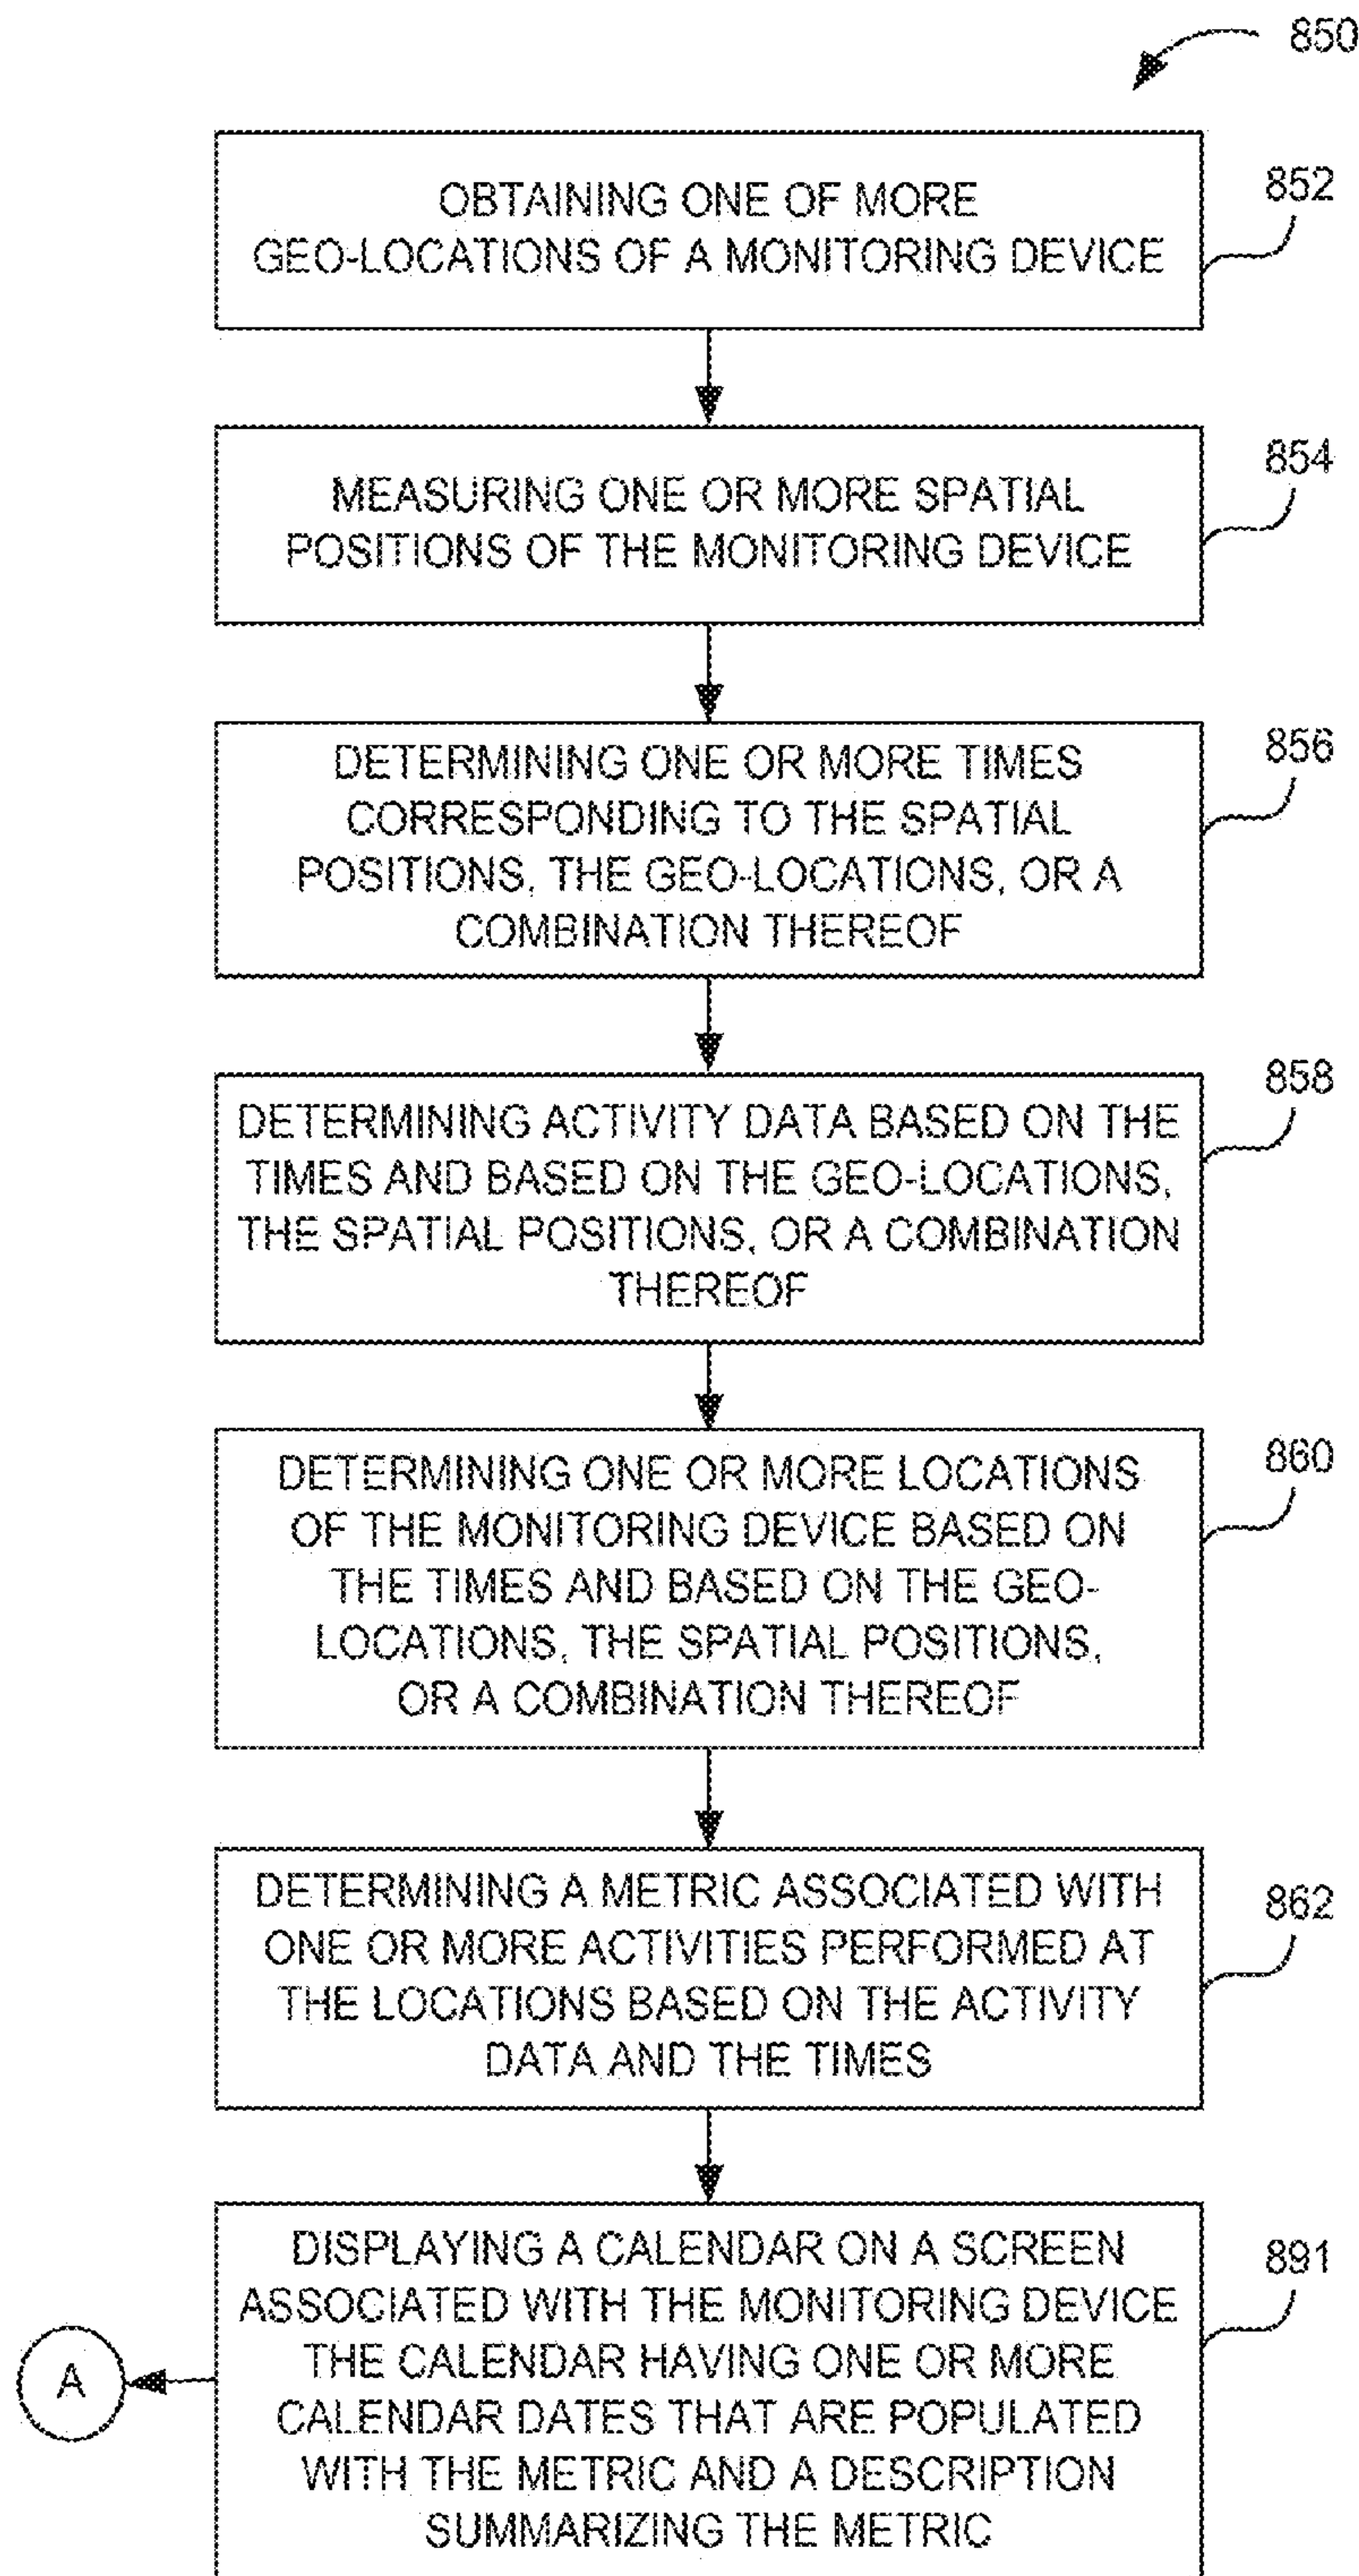 850
OBTAINING ONE OF MORE
GEO-LOCATIONS OF A MONITORING DEVICE
852
MEASURING ONE OR MORE SPATIAL
POSITIONS OF THE MONITORING DEVICE
854
DETERMINING ONE OR MORE TIMES
CORRESPONDING TO THE SPATIAL
POSITIONS, THE GEO-LOCATIONS, OR A
COMBINATION THEREOF
856
DETERMINING ACTIVITY DATA BASED ON THE
TIMES AND BASED ON THE GEO-LOCATIONS,
THE SPATIAL POSITIONS, OR A COMBINATION
THEREOF
858
DETERMINING ONE OR MORE LOCATIONS
OF THE MONITORING DEVICE BASED ON
THE TIMES AND BASED ON THE GEO-
LOCATIONS, THE SPATIAL POSITIONS,
OR A COMBINATION THEREOF
860
DETERMINING A METRIC ASSOCIATED WITH
ONE OR MORE ACTIVITIES PERFORMED AT
THE LOCATIONS BASED ON THE ACTIVITY
DATA AND THE TIMES
862
DISPLAYING A CALENDAR ON A SCREEN
ASSOCIATED WITH THE MONITORING DEVICE
THE CALENDAR HAVING ONE OR MORE
CALENDAR DATES THAT ARE POPULATED
WITH THE METRIC AND A DESCRIPTION
SUMMARIZING THE METRIC
891
A